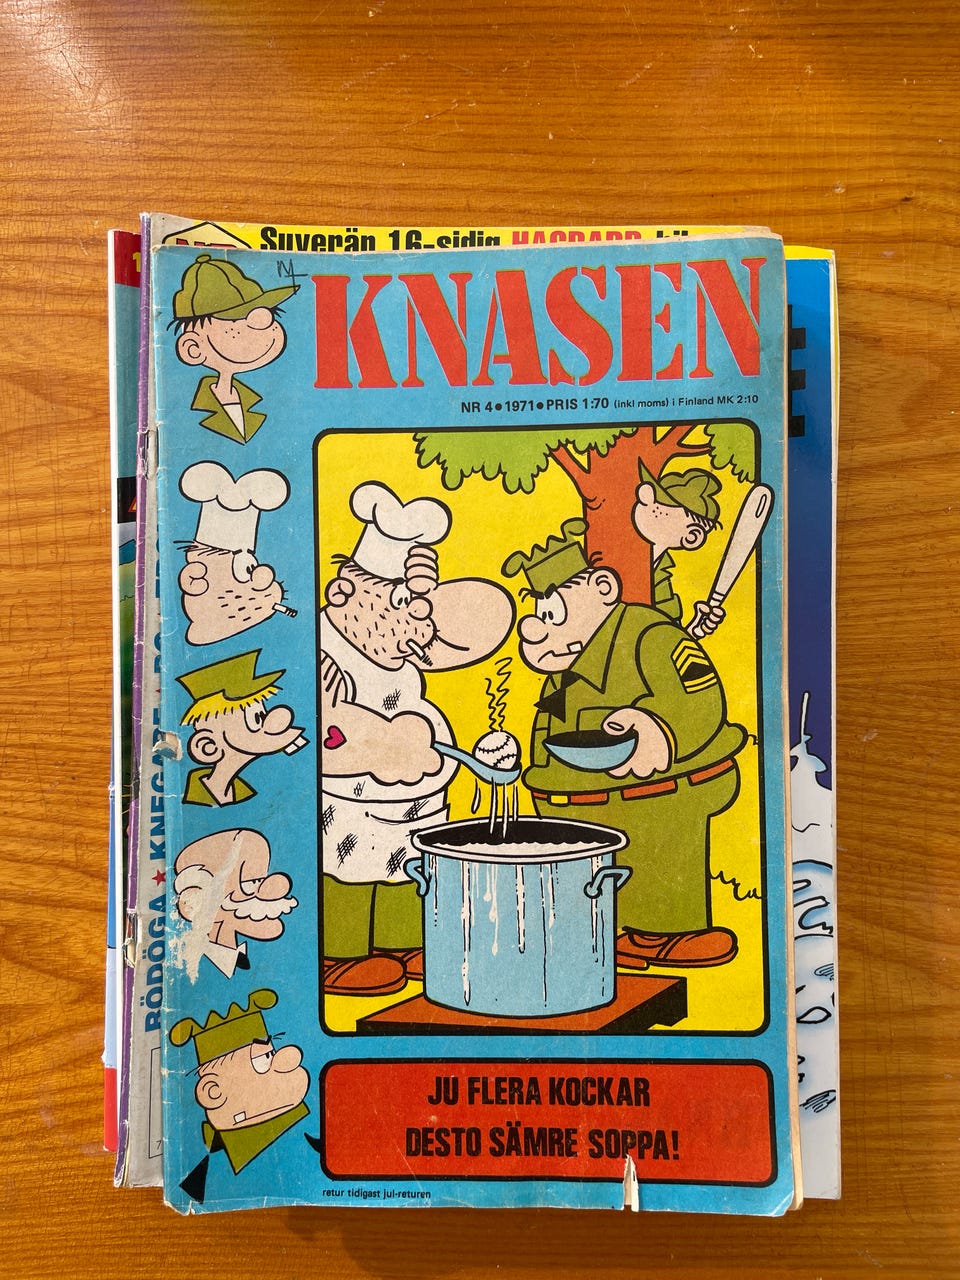 Suverän 16-sidig HAGBARD
KNASEN
NR 4•1971•PRIS 1:70 (inkl moms) i Finland MK 2:10
RÖDÖGA ★ KNEGARE ★
JU FLERA KOCKAR
DESTO SÄMRE SOPPA!
retur tidigast jul-returen